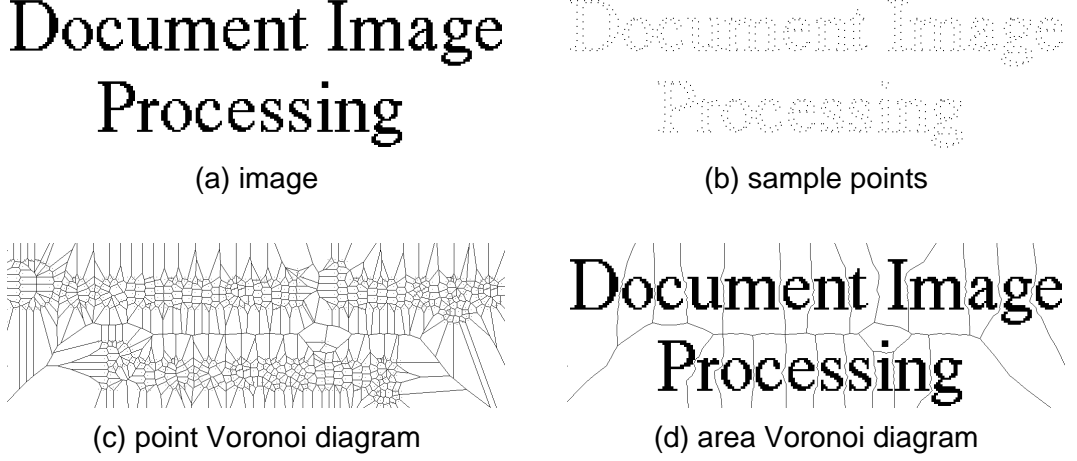 Document Image
Processing
(a) image
Document Image
Processing
(b) sample points
(c) point Voronoi diagram
Document Image
Processing
(d) area Voronoi diagram